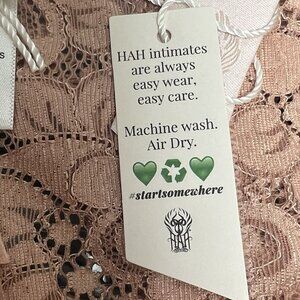 HAH intimates
are always
easy wear,
easy care.
Machine wash.
Air Dry.
💚♻💚
#startsomewhere
HAH